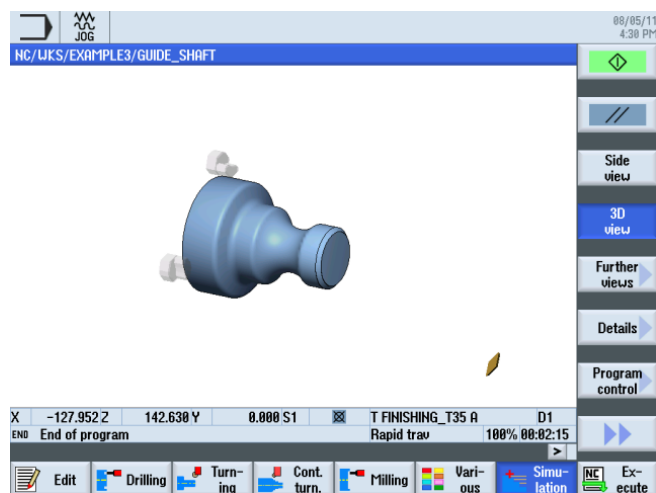 08/05/11
4:30 PM
JOG
NC/WKS/EXAMPLE3/GUIDE_SHAFT
Side
view
3D
view
Further
views
Details
Program
control
X -127.952 Z 142.630 Y 0.000 S1 T FINISHING_T35 A D1
END End of program Rapid trav 100% 00:02:15
>
Edit
Drilling
Turn-
ing
Cont.
turn.
Milling
Vari-
ous
Simu-
lation
NC
Ex-
ecute